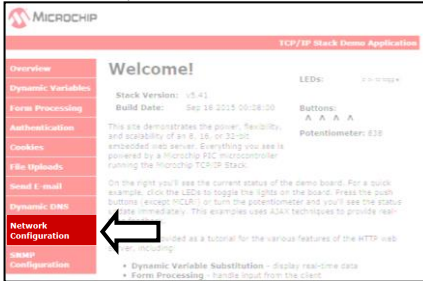 MICROCHIP
TCP/IP Stack Demo Application
Overview
Dynamic Variables
Form Processing
Authentication
Cookies
File Uploads
Send E-mail
Dynamic DNS
Network
Configuration
SNMP
Configuration
Welcome!
Stack Version: v5.41
Build Date: Sep 16 2015 09:08:20
LEDs:
Buttons:
Λ Λ Λ Λ
Potentiometer: 838
This site demonstrates the power, flexibility,
and scalability of an 8, 16, or 32-bit
embedded web server. Everything you see is
powered by a Microchip PIC microcontroller
running the Microchip TCP/IP Stack.
On the right you'll see the current status of the demo board. For a quick
example, click the LEDs to toggle the lights on the board. Press the push
buttons (except MCLR!) or turn the potentiometer and you'll see the status
update immediately. This examples uses AJAX techniques to provide real-
provided as a tutorial for the various features of the HTTP web
server, including:
• Dynamic Variable Substitution - display real-time data
• Form Processing - handle input from the client